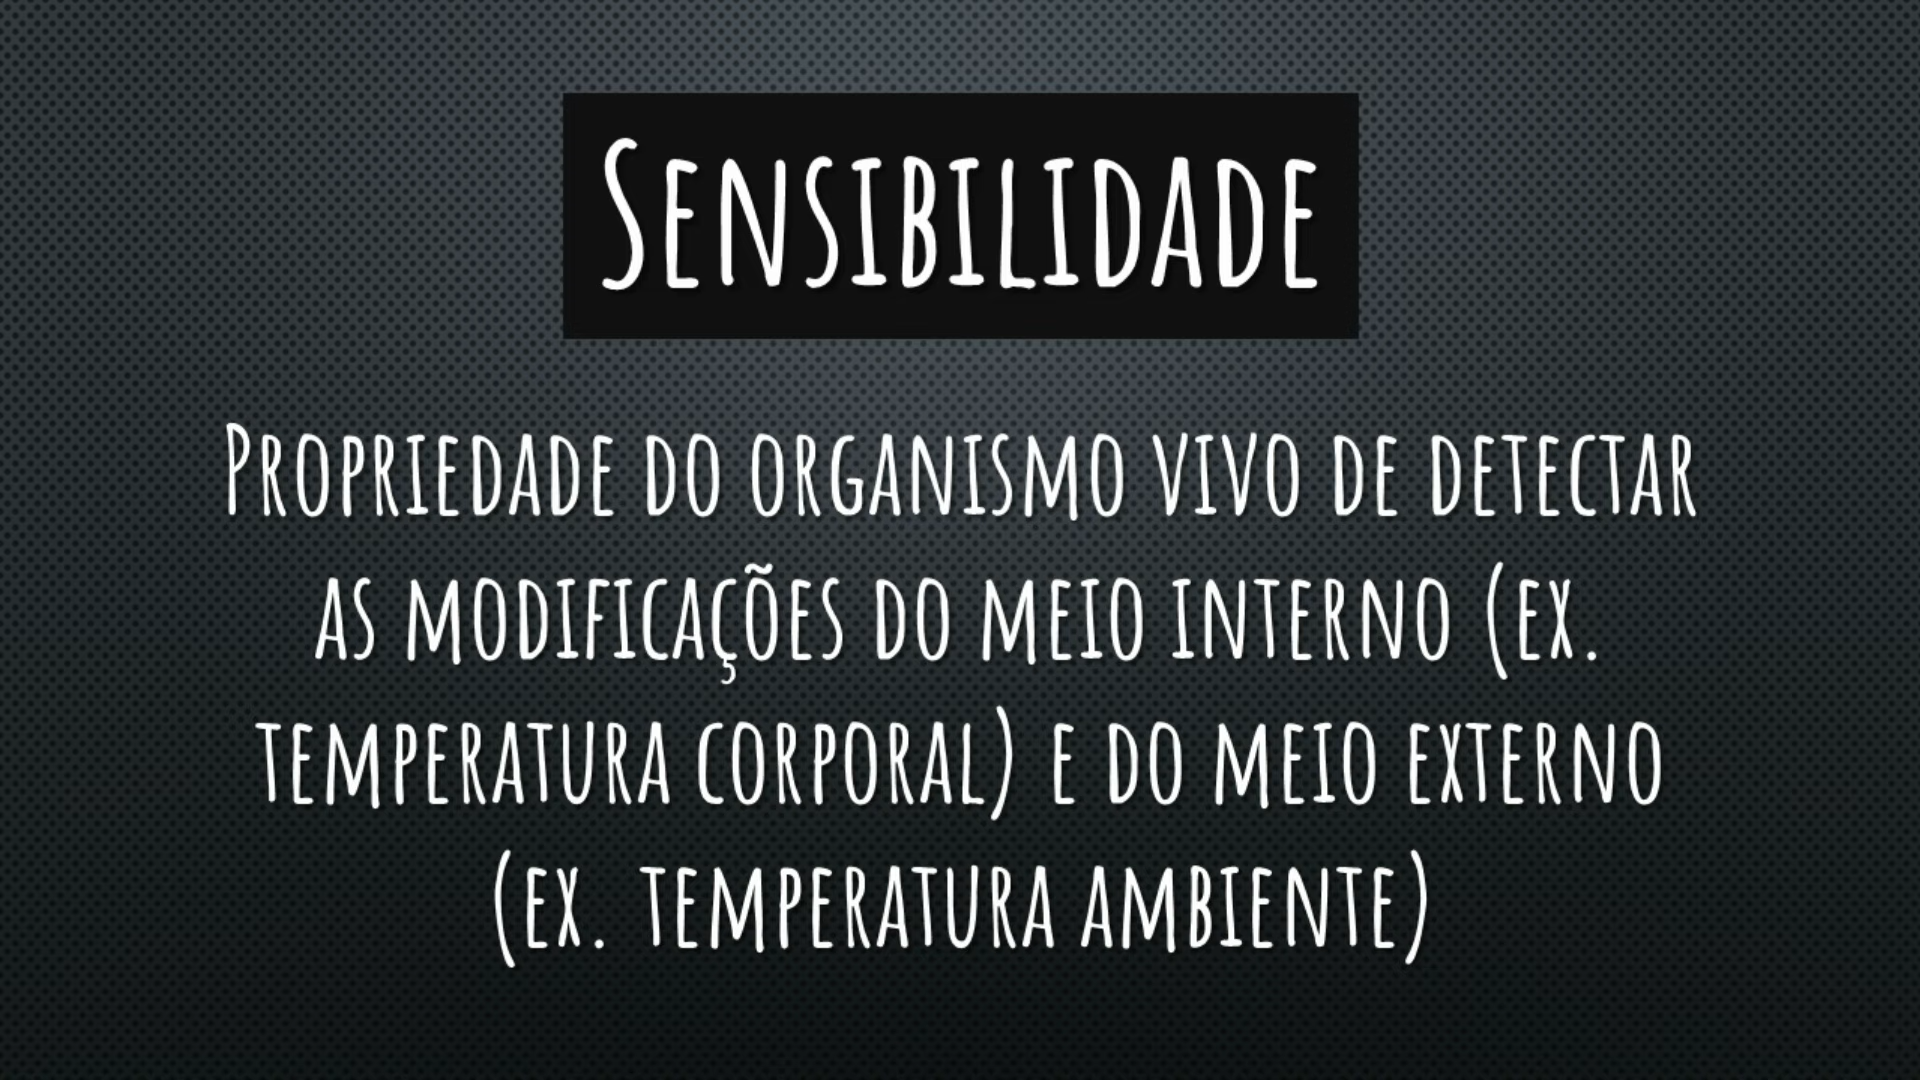 Sensibilidade
Propriedade do organismo vivo de detectar
as modificações do meio interno (ex.
temperatura corporal) e do meio externo
(ex. temperatura ambiente)